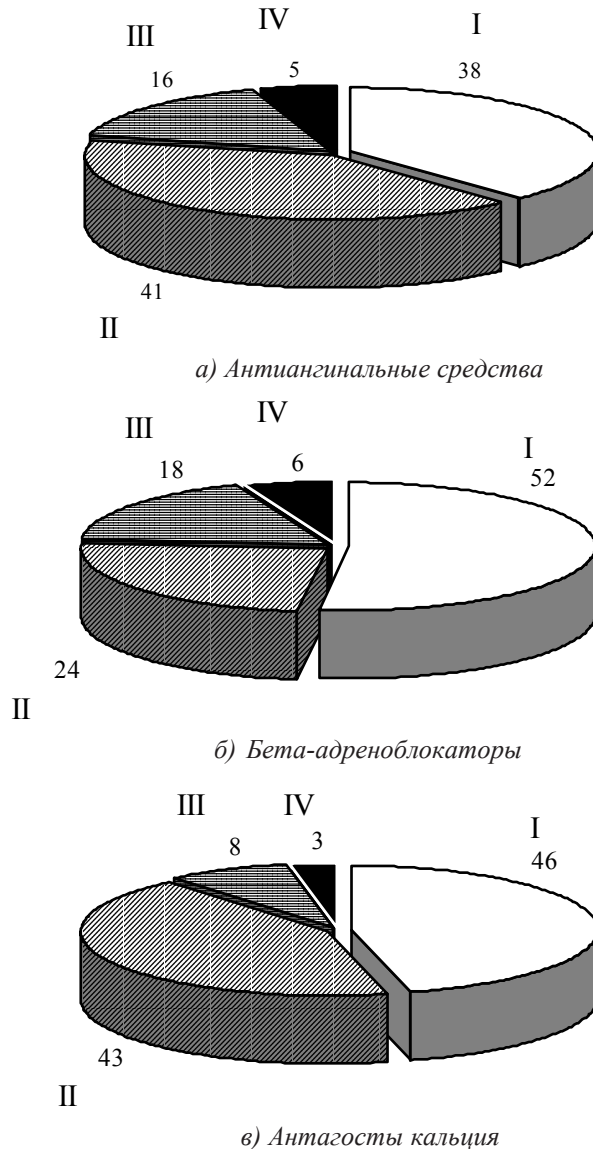 III IV I
16 5 38
41
II
а) Антиангинальные средства
III IV I
18 6 52
24
II
б) Бета-адреноблокаторы
III IV I
8 3 46
43
II
в) Антагосты кальция